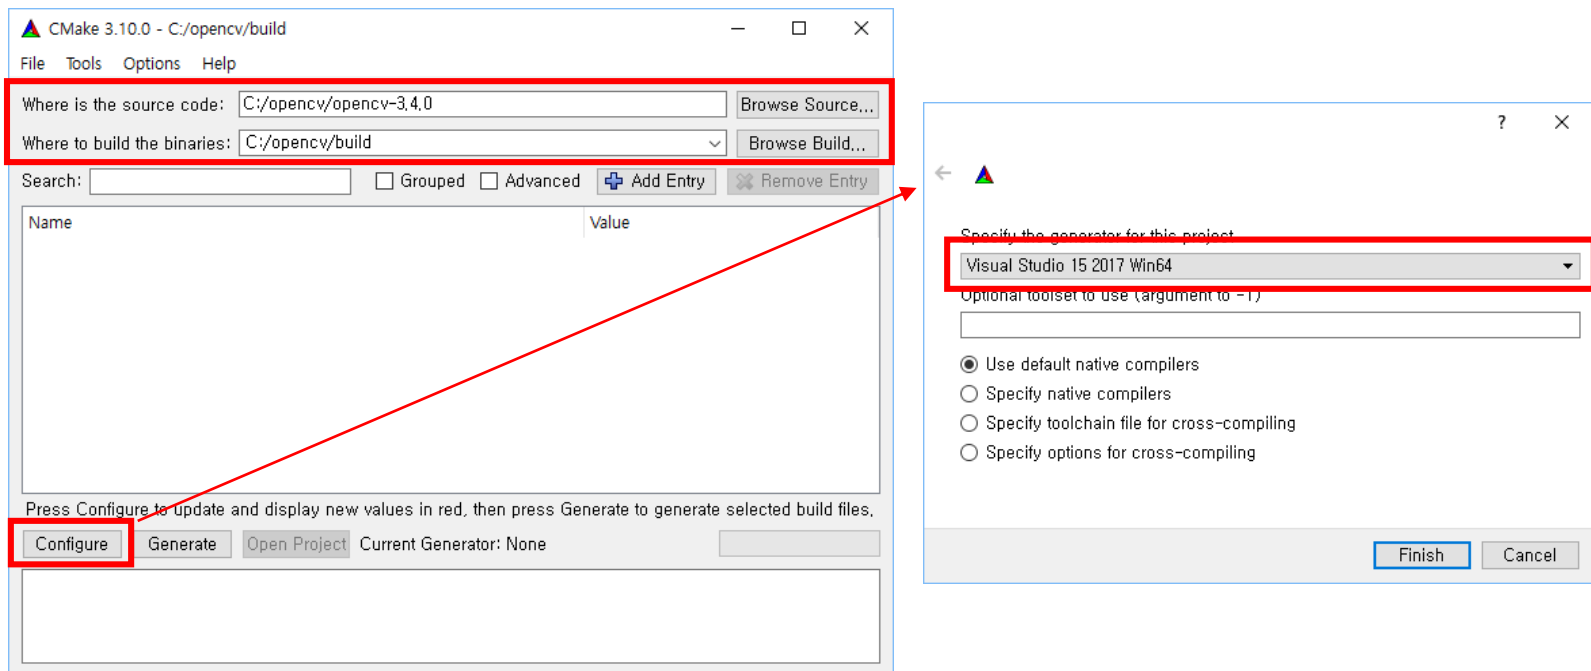 CMake 3.10.0 - C:/opencv/build
File Tools Options Help
Where is the source code: C:/opencv/opencv-3.4.0 Browse Source...
Where to build the binaries: C:/opencv/build Browse Build...
Search: Grouped Advanced Add Entry Remove Entry
Name Value
Press Configure to update and display new values in red, then press Generate to generate selected build files.
Configure Generate Open Project Current Generator: None
?
Specify the generator for this project
Visual Studio 15 2017 Win64
Optional toolset to use (argument to -T)
Use default native compilers
Specify native compilers
Specify toolchain file for cross-compiling
Specify options for cross-compiling
Finish Cancel